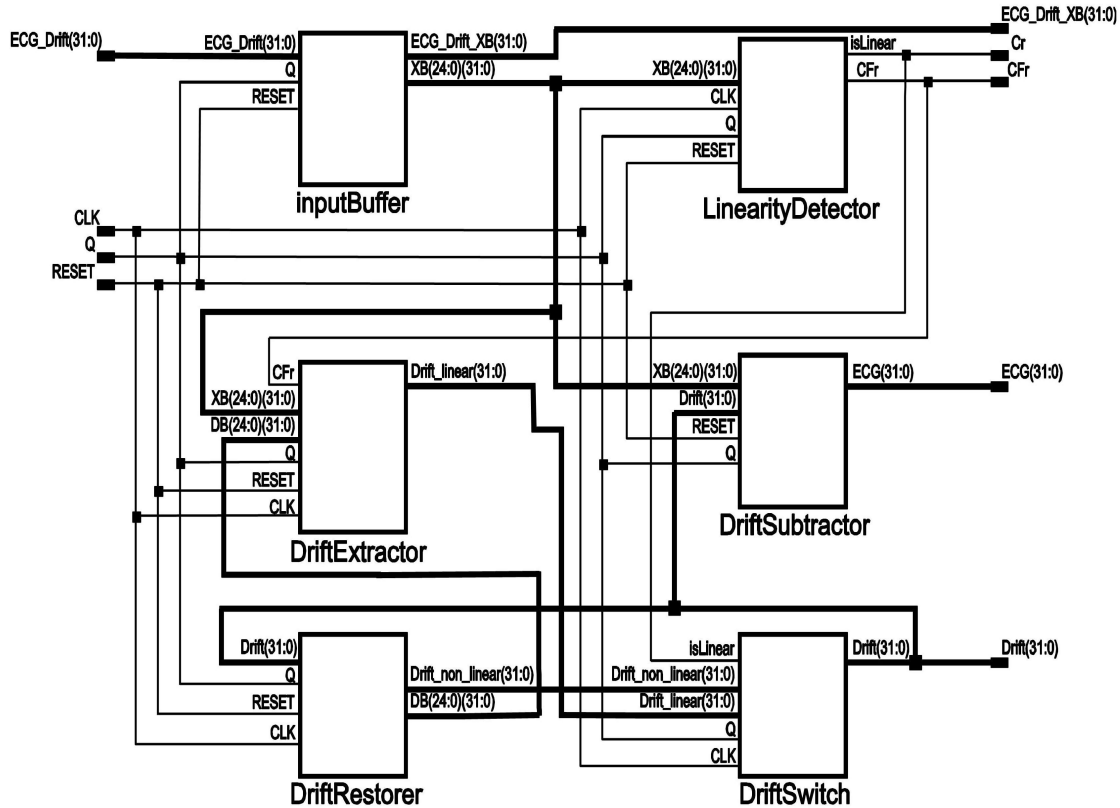 ECG_Drift_XB(31:0)
ECG_Drift(31:0)
ECG_Drift(31:0)
ECG_Drift_XB(31:0)
isLinear
Cr
Q
XB(24:0)(31:0)
XB(24:0)(31:0)
CFr
CFr
RESET
CLK
Q
RESET
inputBuffer
LinearityDetector
CLK
Q
RESET
CFr
Drift_linear(31:0)
XB(24:0)(31:0)
ECG(31:0)
ECG(31:0)
XB(24:0)(31:0)
Drift(31:0)
DB(24:0)(31:0)
RESET
Q
Q
RESET
CLK
DriftExtractor
DriftSubtractor
Drift(31:0)
isLinear
Drift(31:0)
Drift(31:0)
Q
Drift_non_linear(31:0)
Drift_non_linear(31:0)
RESET
DB(24:0)(31:0)
Drift_linear(31:0)
CLK
Q
CLK
DriftRestorer
DriftSwitch